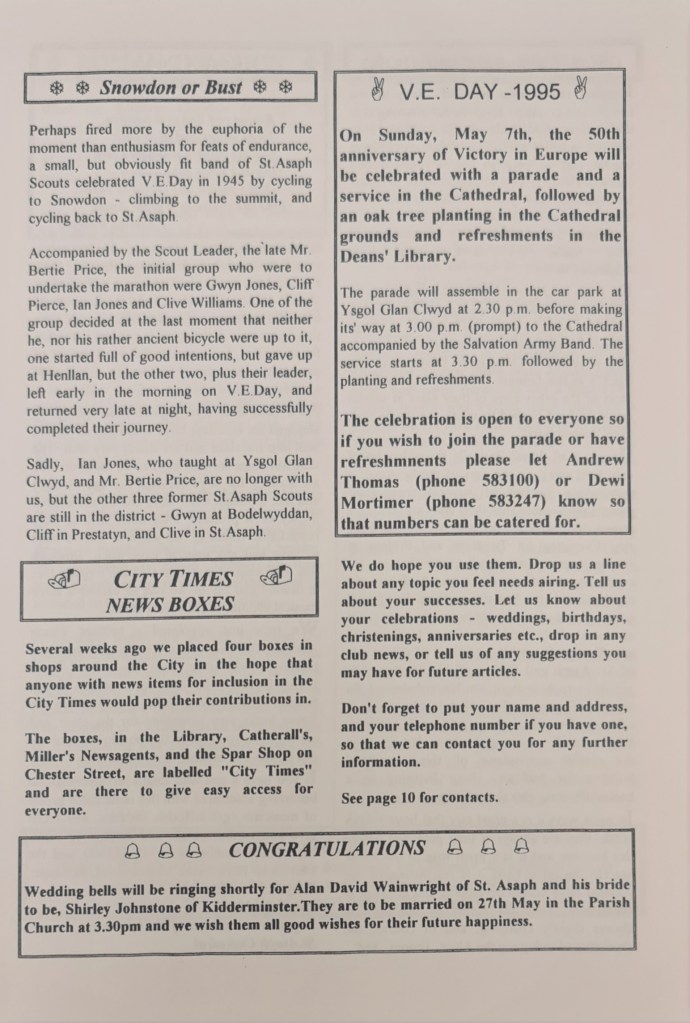 Snowdon or Bust
Perhaps fired more by the euphoria of the
moment than enthusiasm for feats of endurance,
a small, but obviously fit band of St.Asaph
Scouts celebrated V.E.Day in 1945 by cycling
to Snowdon - climbing to the summit, and
cycling back to St.Asaph.
Accompanied by the Scout Leader, the late Mr.
Bertie Price, the initial group who were to
undertake the marathon were Gwyn Jones, Cliff
Pierce, Ian Jones and Clive Williams. One of the
group decided at the last moment that neither
he, nor his rather ancient bicycle were up to it,
one started full of good intentions, but gave up
at Henllan, but the other two, plus their leader,
left early in the morning on V.E.Day, and
returned very late at night, having successfully
completed their journey.
Sadly, Ian Jones, who taught at Ysgol Glan
Clwyd, and Mr. Bertie Price, are no longer with
us, but the other three former St.Asaph Scouts
are still in the district - Gwyn at Bodelwyddan,
Cliff in Prestatyn, and Clive in St.Asaph.
CITY TIMES
NEWS BOXES
Several weeks ago we placed four boxes in
shops around the City in the hope that
anyone with news items for inclusion in the
City Times would pop their contributions in.
The boxes, in the Library, Catherall's,
Miller's Newsagents, and the Spar Shop on
Chester Street, are labelled "City Times"
and are there to give easy access for
everyone.
V.E. DAY -1995
On Sunday, May 7th, the 50th
anniversary of Victory in Europe will
be celebrated with a parade and a
service in the Cathedral, followed by
an oak tree planting in the Cathedral
grounds and refreshments in the
Deans' Library.
The parade will assemble in the car park at
Ysgol Glan Clwyd at 2.30 p.m. before making
its' way at 3.00 p.m. (prompt) to the Cathedral
accompanied by the Salvation Army Band. The
service starts at 3.30 p.m. followed by the
planting and refreshments.
The celebration is open to everyone so
if you wish to join the parade or have
refreshmnents please let Andrew
Thomas (phone 583100) or Dewi
Mortimer (phone 583247) know so
that numbers can be catered for.
We do hope you use them. Drop us a line
about any topic you feel needs airing. Tell us
about your successes. Let us know about
your celebrations - weddings, birthdays,
christenings, anniversaries etc., drop in any
club news, or tell us of any suggestions you
may have for future articles.
Don't forget to put your name and address,
and your telephone number if you have one,
so that we can contact you for any further
information.
See page 10 for contacts.
CONGRATULATIONS
Wedding bells will be ringing shortly for Alan David Wainwright of St. Asaph and his bride
to be, Shirley Johnstone of Kidderminster.They are to be married on 27th May in the Parish
Church at 3.30pm and we wish them all good wishes for their future happiness.